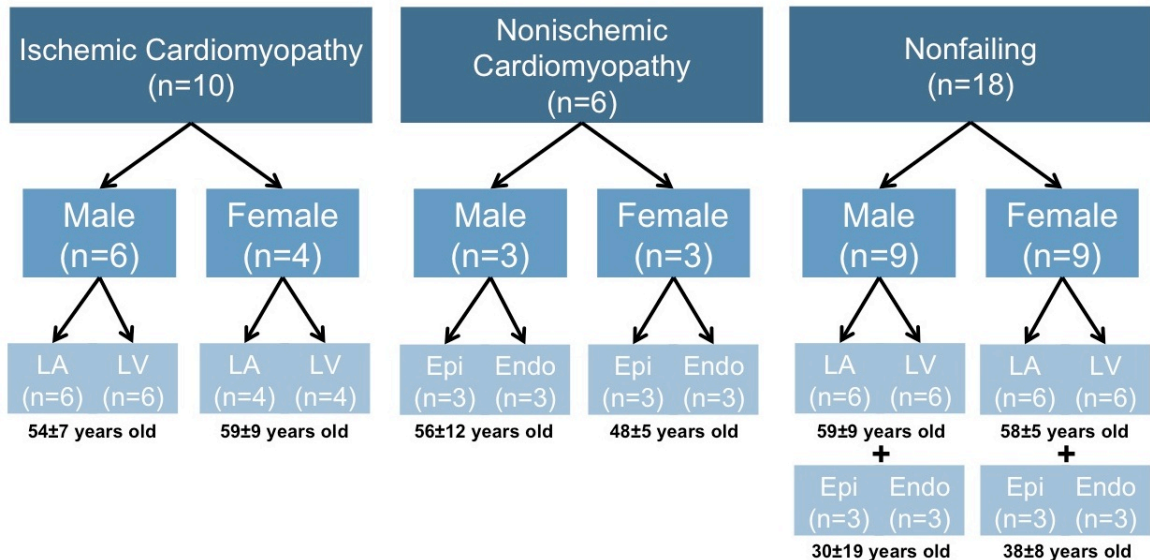 Ischemic Cardiomyopathy
(n=10)
Male
(n=6)
Female
(n=4)
LA LV
(n=6) (n=6)
54±7 years old
LA LV
(n=4) (n=4)
59±9 years old
Nonischemic
Cardiomyopathy
(n=6)
Male
(n=3)
Female
(n=3)
Epi Endo
(n=3) (n=3)
56±12 years old
Epi Endo
(n=3) (n=3)
48±5 years old
Nonfailing
(n=18)
Male
(n=9)
Female
(n=9)
LA LV
(n=6) (n=6)
59±9 years old
+
Epi Endo
(n=3) (n=3)
30±19 years old
LA LV
(n=6) (n=6)
58±5 years old
+
Epi Endo
(n=3) (n=3)
38±8 years old